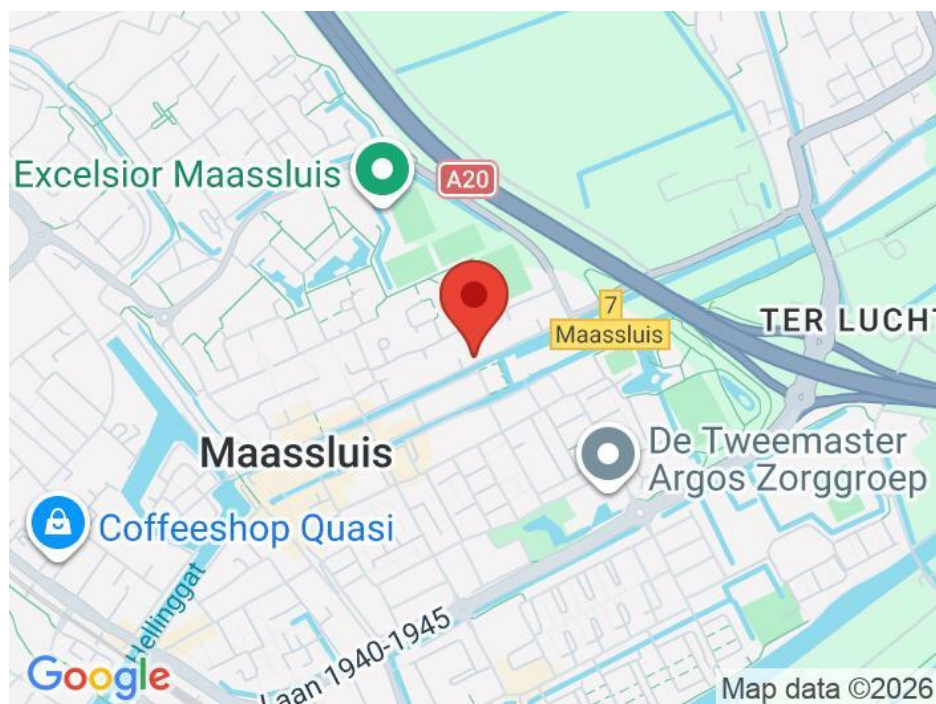 Excelsior Maassluis
A20
7
Maassluis
TER LUCHT
De Tweemaster
Argos Zorggroep
Maassluis
Coffeeshop Quasi
Hellinggat
Laan 1940-1945
Google
Map data ©2026